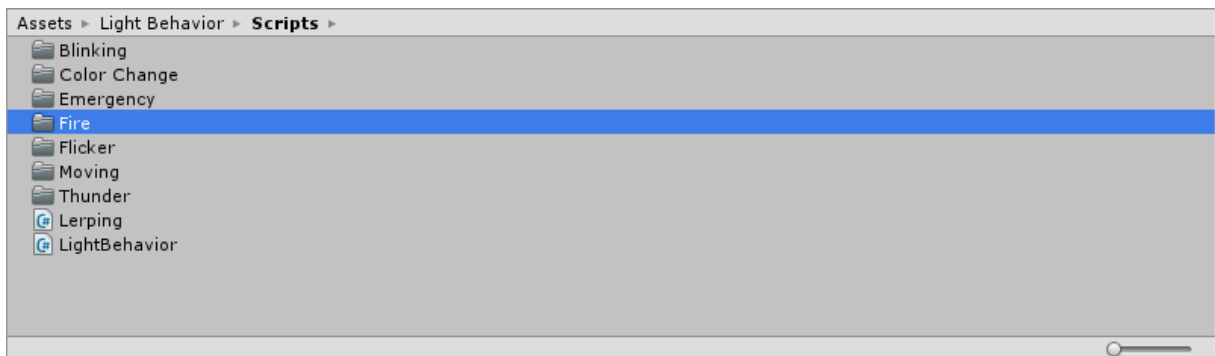 Assets ▸ Light Behavior ▸ Scripts ▸
Blinking
Color Change
Emergency
Fire
Flicker
Moving
Thunder
C# Lerping
C# LightBehavior